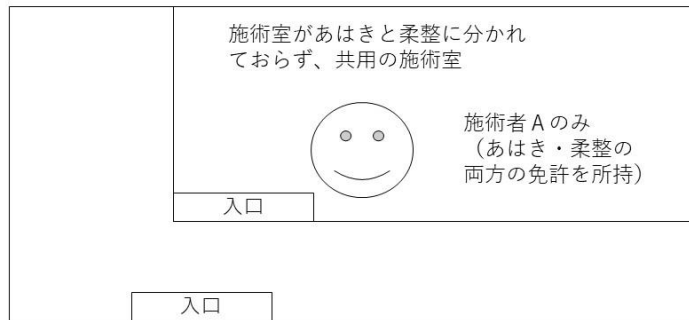 施術室があはきと柔整に分かれ
ておらず、共用の施術室
施術者Aのみ
（あはき・柔整の
両方の免許を所持）
入口
入口